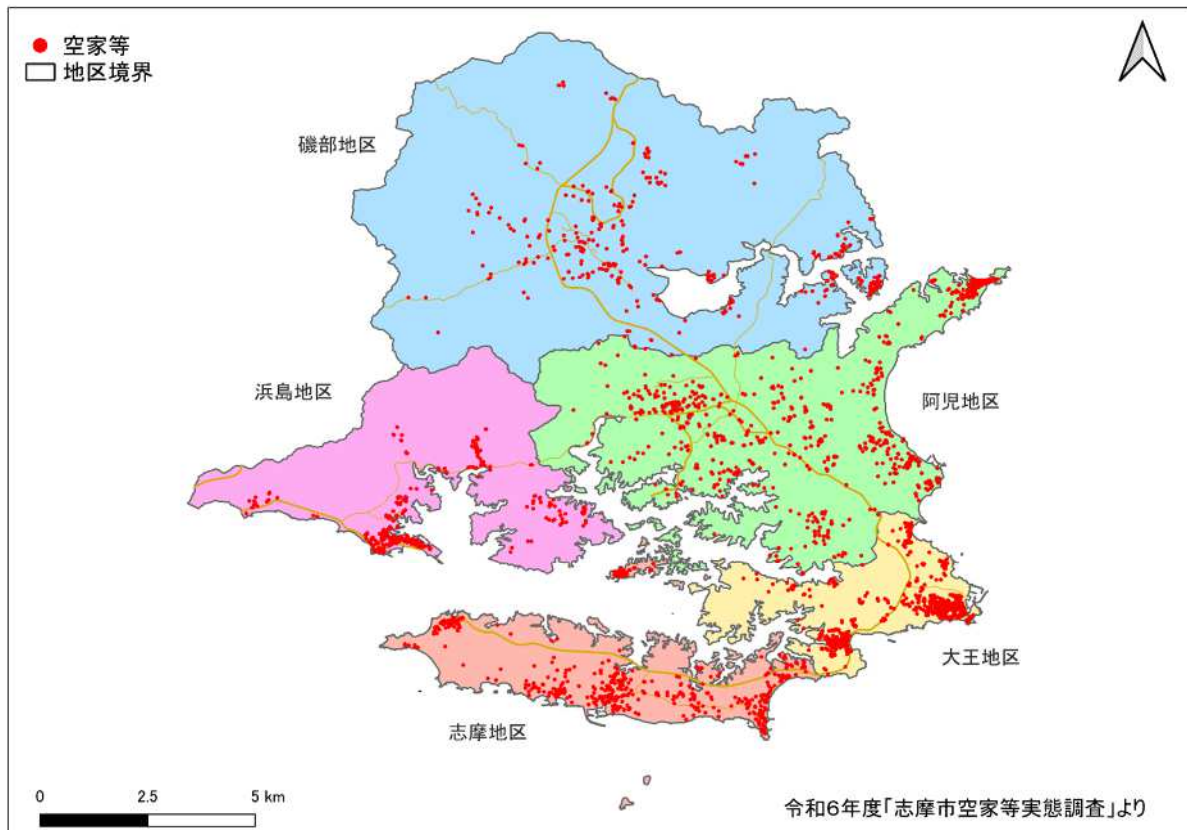 空家等
地区境界
磯部地区
浜島地区
阿児地区
大王地区
志摩地区
0 2.5 5 km
令和6年度「志摩市空家等実態調査」より